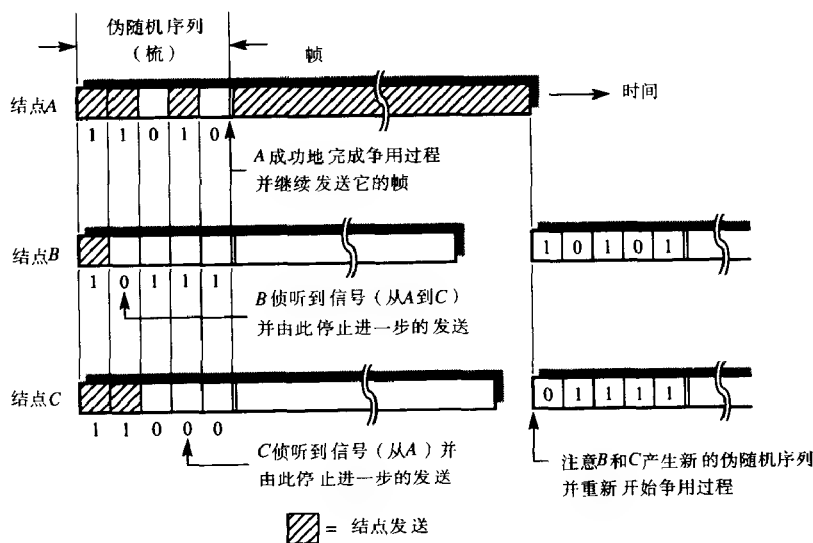 伪随机序列
（梳）
帧
时间
结点A
1 1 0 1 0
A成功地完成争用过程
并继续发送它的帧
结点B
1 0 1 0 1
1 0 1 1 1
B侦听到信号（从A到C）
并由此停止进一步的发送
结点C
0 1 1 1 1
1 1 0 0 0
C侦听到信号（从A）并
由此停止进一步的发送
注意B和C产生新的伪随机序列
并重新开始争用过程
= 结点发送